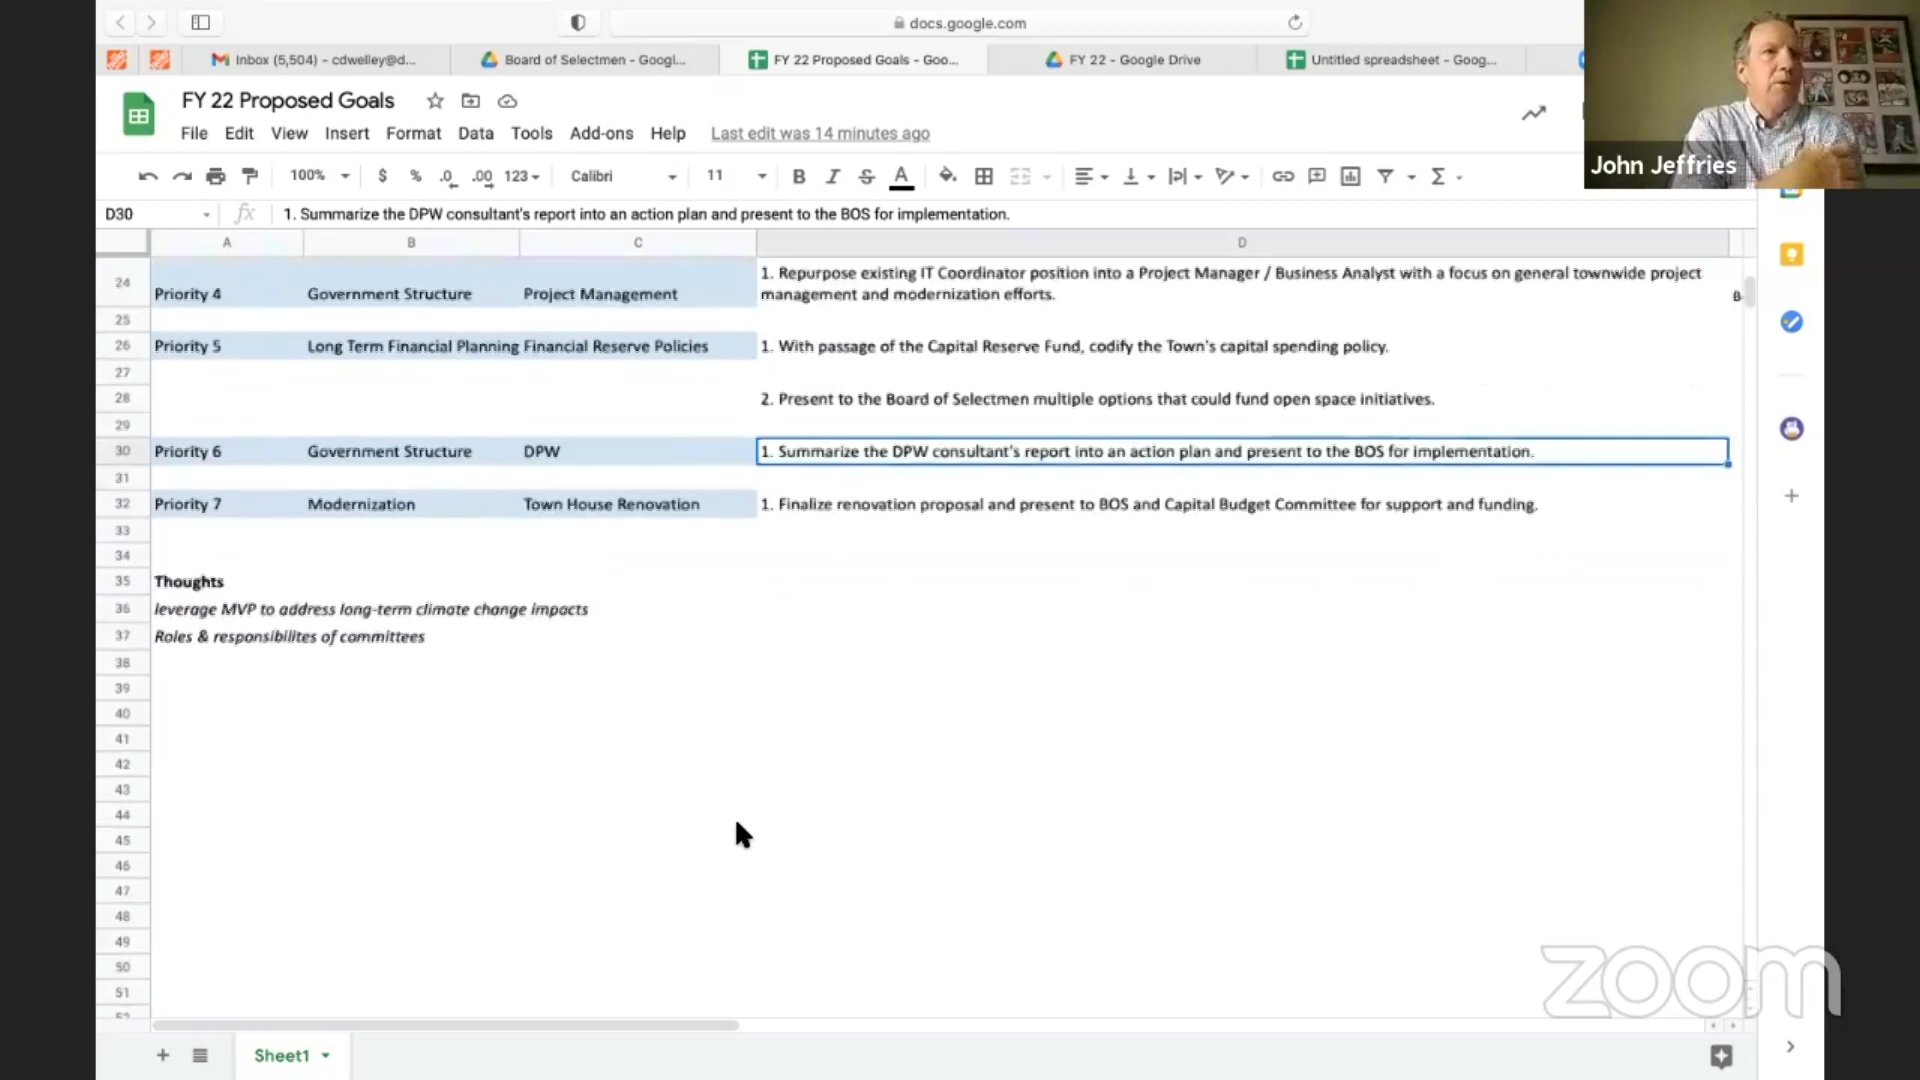 docs.google.com
Inbox (5,504) - cdwelley@d...
Board of Selectmen - Googl...
FY 22 Proposed Goals - Goo...
FY 22 - Google Drive
Untitled spreadsheet - Goog...
FY 22 Proposed Goals
File Edit View Insert Format Data Tools Add-ons Help Last edit was 14 minutes ago
John Jeffries
100% $ % .0 .00 123 Calibri 11 B I S A
D30 fx 1. Summarize the DPW consultant's report into an action plan and present to the BOS for implementation.
A B C D
24 Priority 4 Government Structure Project Management 1. Repurpose existing IT Coordinator position into a Project Manager / Business Analyst with a focus on general townwide project
management and modernization efforts. B
25
26 Priority 5 Long Term Financial Planning Financial Reserve Policies 1. With passage of the Capital Reserve Fund, codify the Town's capital spending policy.
27
28 2. Present to the Board of Selectmen multiple options that could fund open space initiatives.
29
30 Priority 6 Government Structure DPW 1. Summarize the DPW consultant's report into an action plan and present to the BOS for implementation.
31
32 Priority 7 Modernization Town House Renovation 1. Finalize renovation proposal and present to BOS and Capital Budget Committee for support and funding.
33
34
35 Thoughts
36 leverage MVP to address long-term climate change impacts
37 Roles & responsibilites of committees
38
39
40
41
42
43
44
45
46
47
48
49
50
51
52
zoom
Sheet1